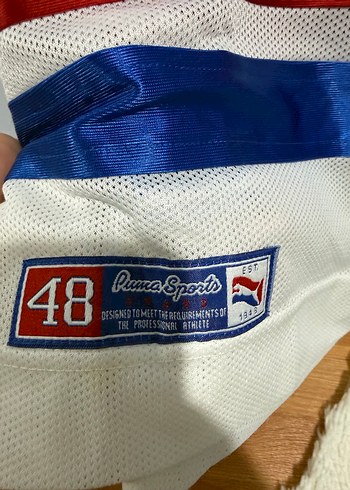 48
Puma Sports
DESIGNED TO MEET THE REQUIREMENTS OF
THE PROFESSIONAL ATHLETE
EST.
1948